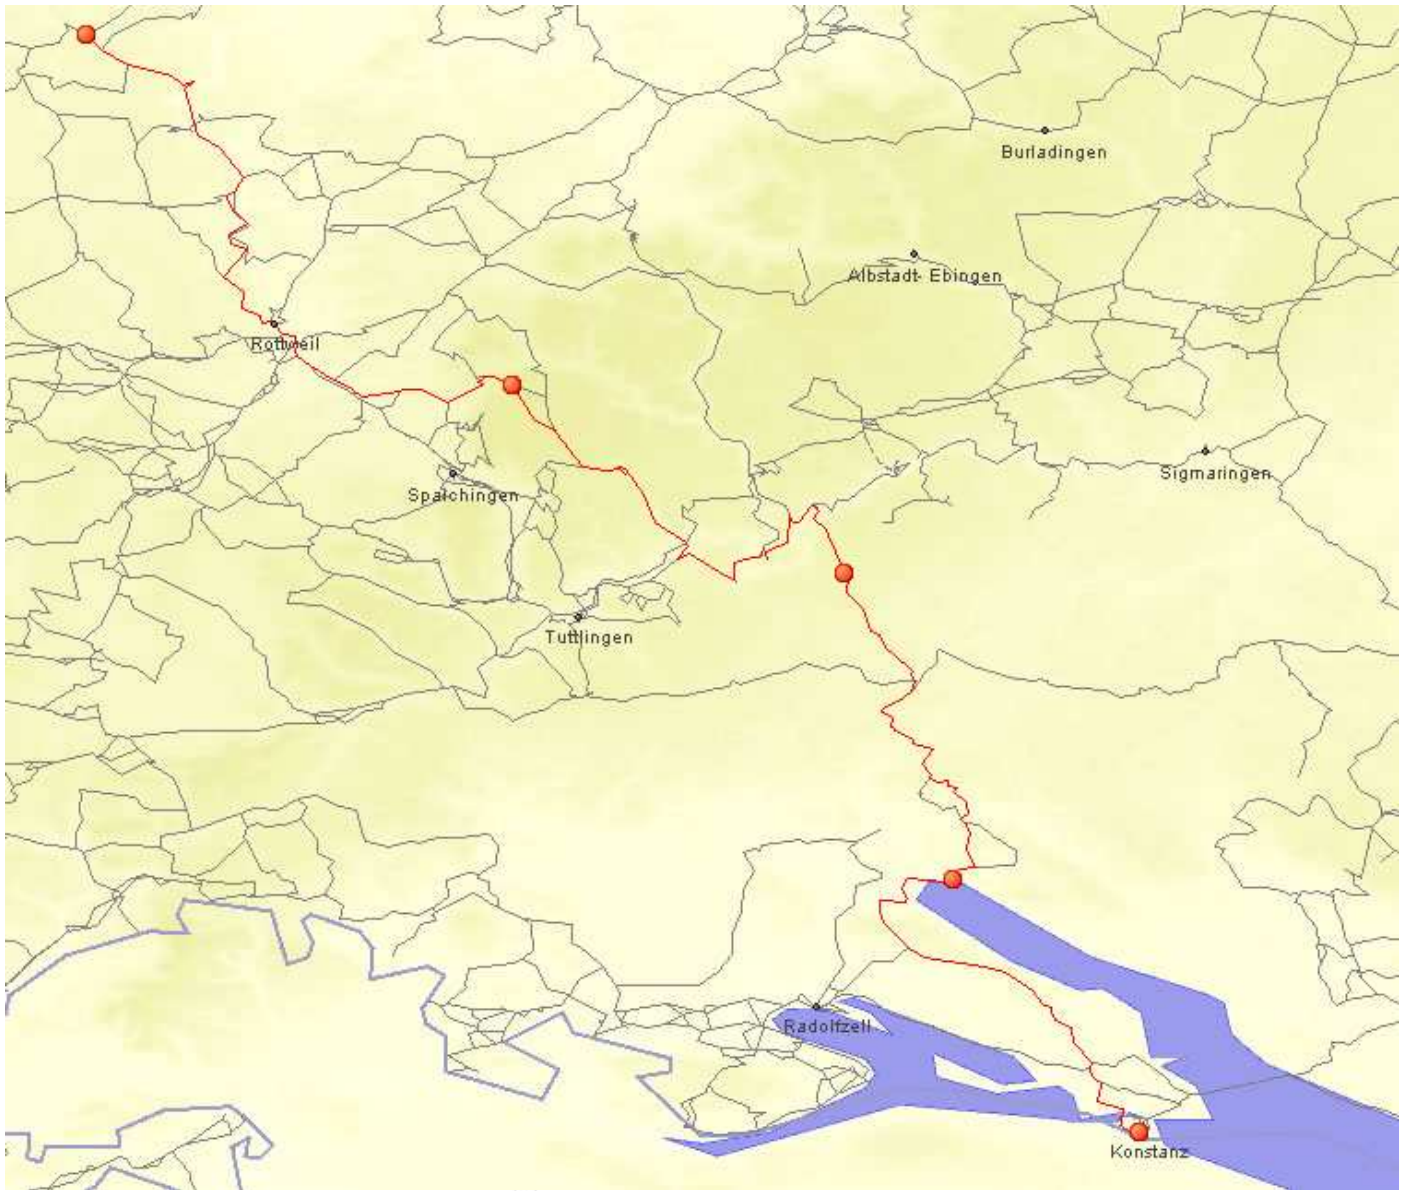 Burladingen
Albstadt- Ebingen
Rottweil
Sigmaringen
Spaichingen
Tuttlingen
Radolfzell
Konstanz